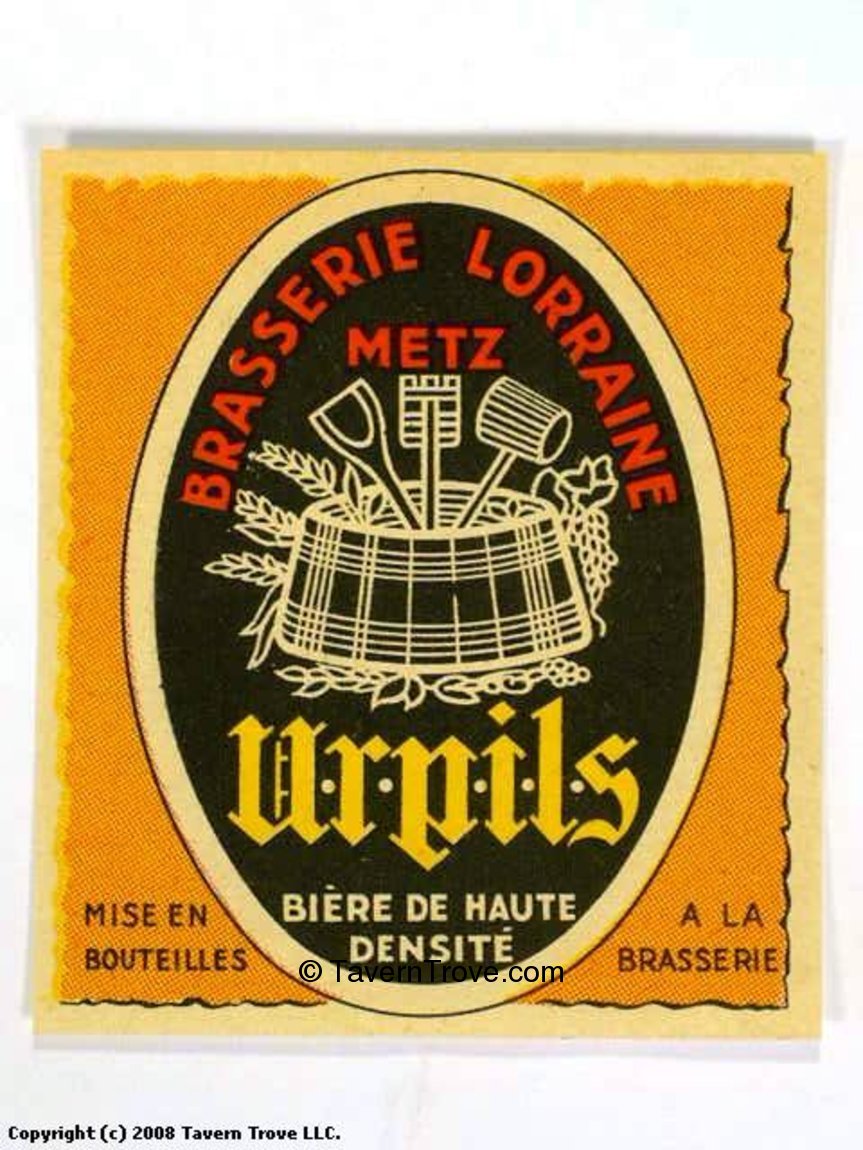 BRASSERIE LORRAINE
METZ
U·r·p·i·l·s
BIÈRE DE HAUTE
DENSITÉ
MISE EN
BOUTEILLES
A LA
BRASSERIE
© TavernTrove.com
Copyright (c) 2008 Tavern Trove LLC.